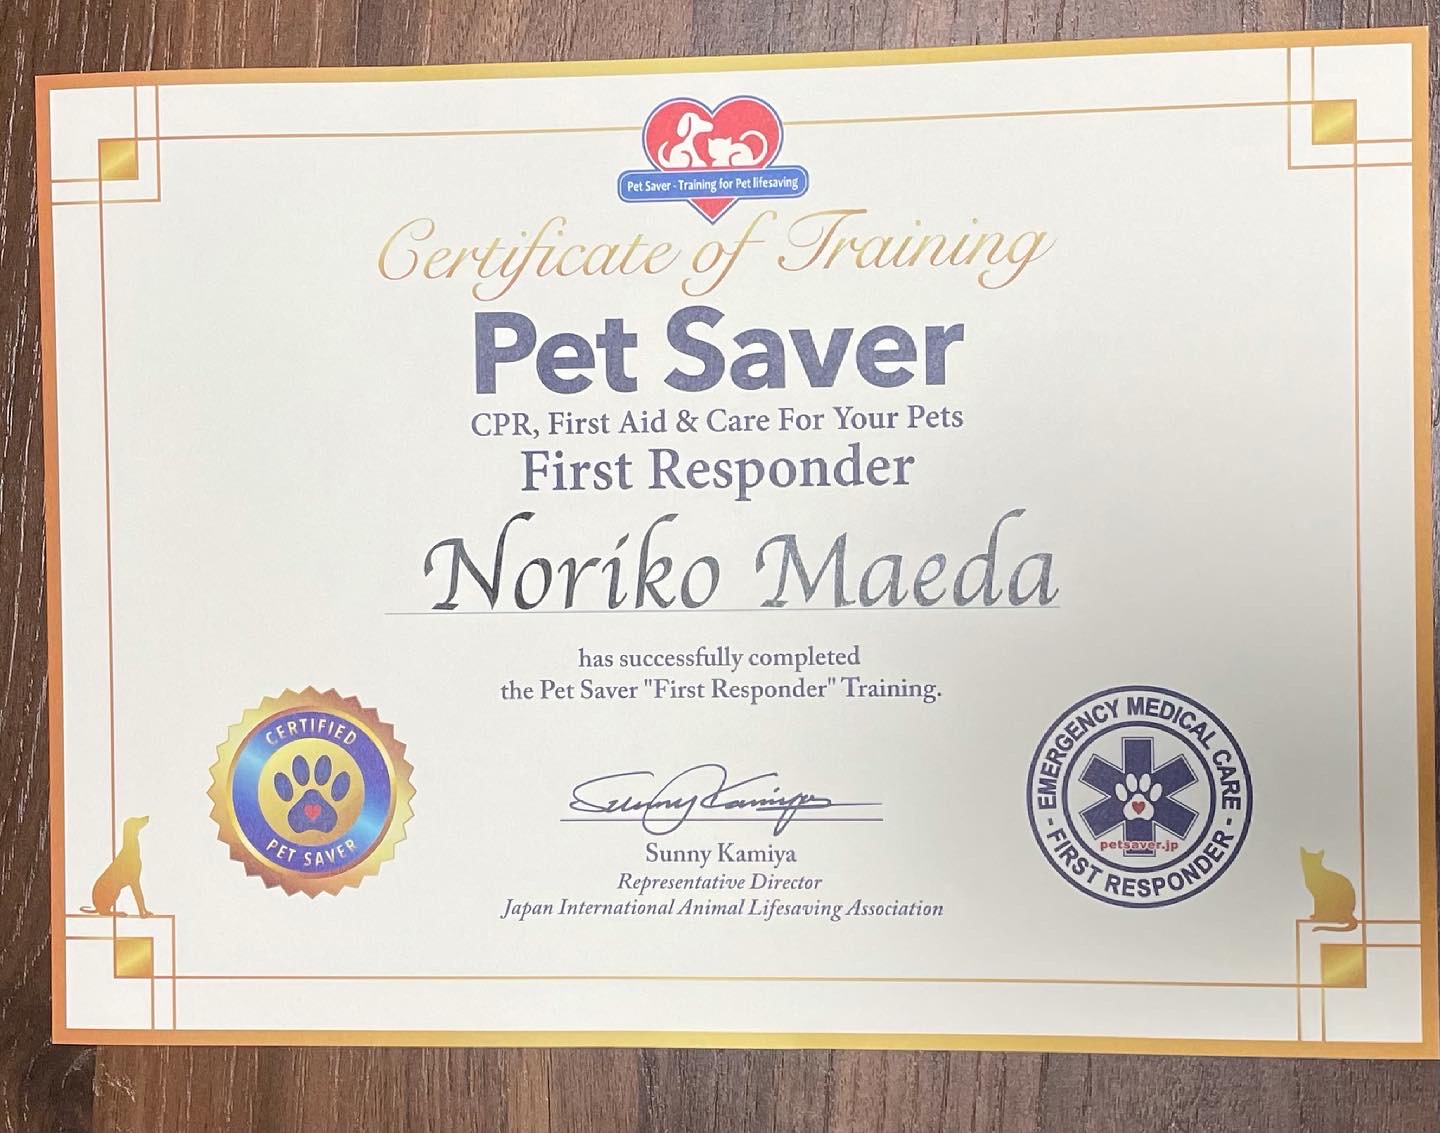 Pet Saver - Training for Pet lifesaving
Certificate of Training
Pet Saver
CPR, First Aid & Care For Your Pets
First Responder
Noriko Maeda
has successfully completed
the Pet Saver "First Responder" Training.
CERTIFIED
PET SAVER
Sunny Kamiya
Sunny Kamiya
Representative Director
Japan International Animal Lifesaving Association
- EMERGENCY MEDICAL CARE -
petsaver.jp
FIRST RESPONDER